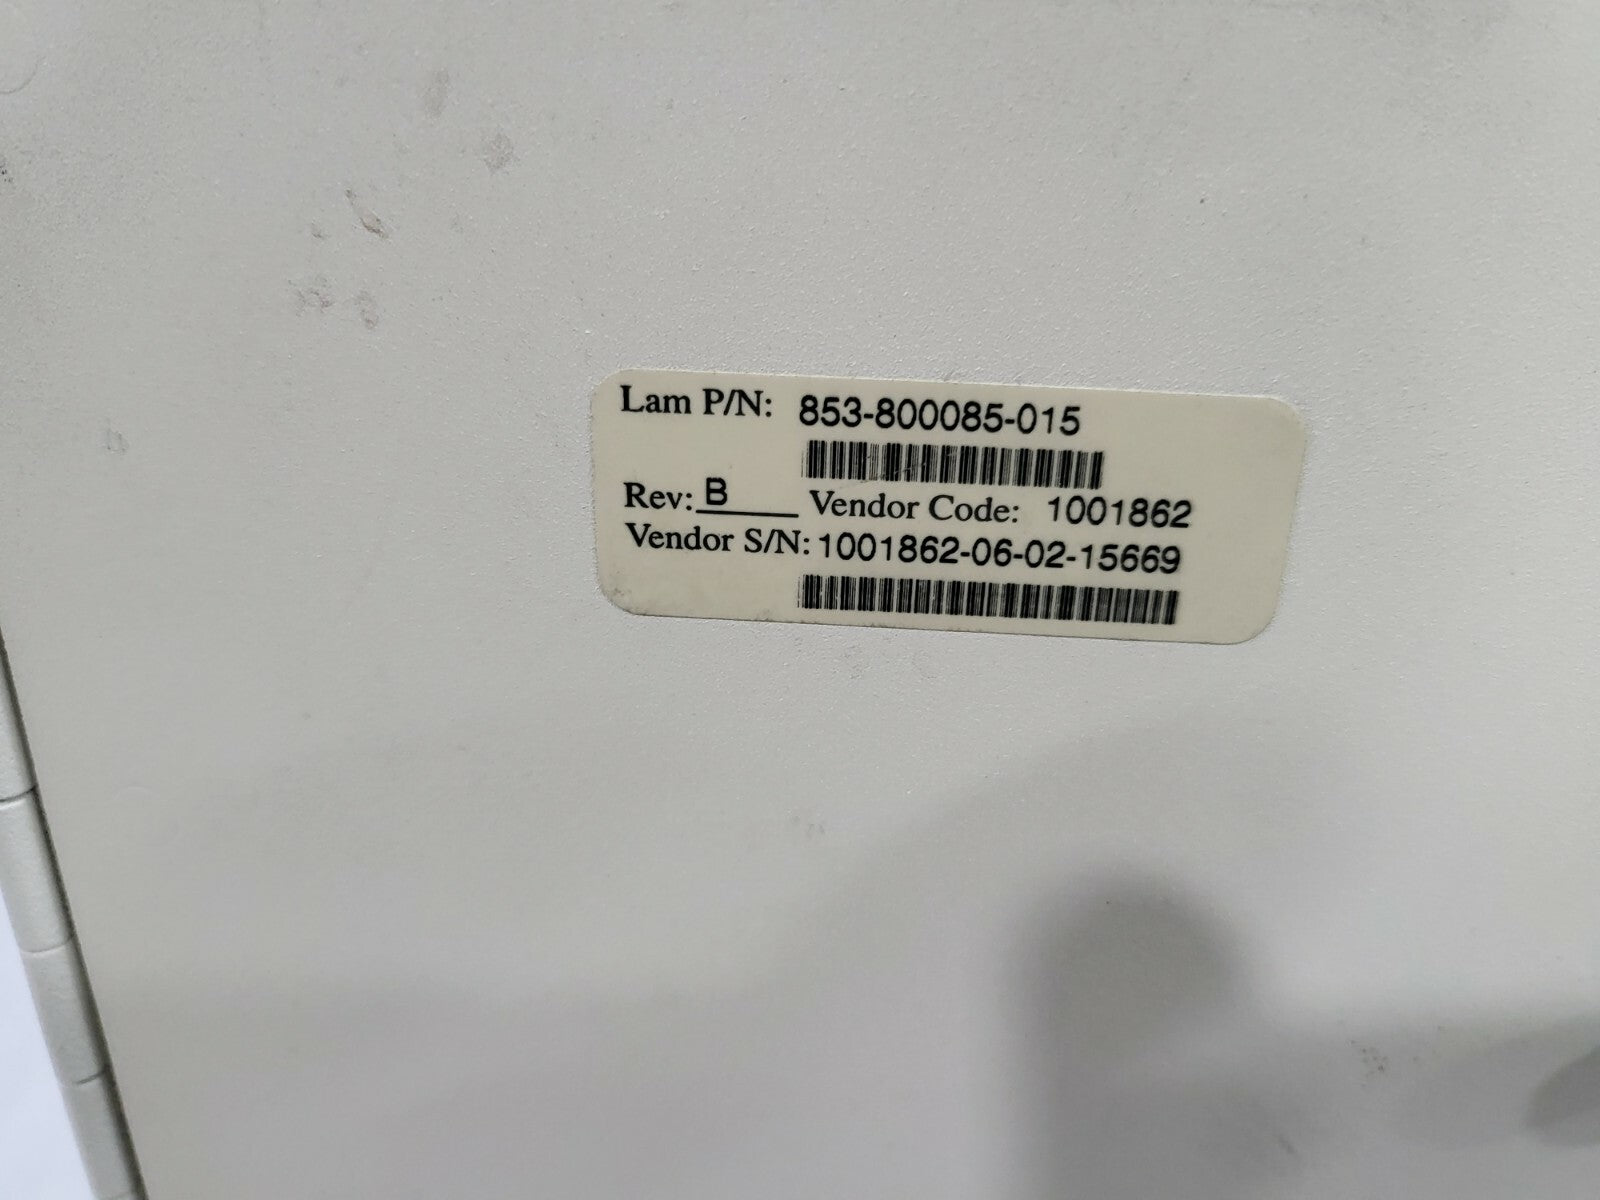 Lam P/N: 853-800085-015
Rev: B Vendor Code: 1001862
Vendor S/N: 1001862-06-02-15669